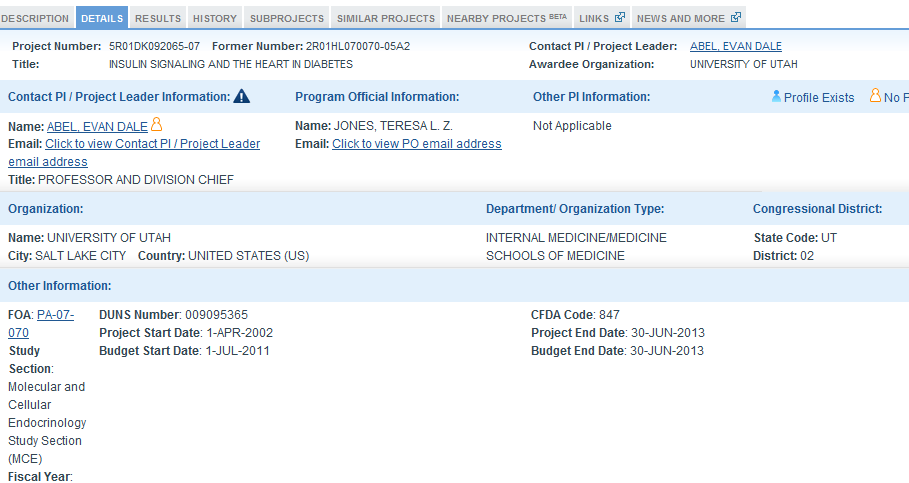 DESCRIPTION DETAILS RESULTS HISTORY SUBPROJECTS SIMILAR PROJECTS NEARBY PROJECTS BETA LINKS NEWS AND MORE
Project Number: 5R01DK092065-07 Former Number: 2R01HL070070-05A2 Contact PI / Project Leader: ABEL, EVAN DALE
Title: INSULIN SIGNALING AND THE HEART IN DIABETES Awardee Organization: UNIVERSITY OF UTAH
Contact PI / Project Leader Information: Program Official Information: Other PI Information: Profile Exists No P
Name: ABEL, EVAN DALE Name: JONES, TERESA L. Z. Not Applicable
Email: Click to view Contact PI / Project Leader Email: Click to view PO email address
email address
Title: PROFESSOR AND DIVISION CHIEF
Organization: Department/ Organization Type: Congressional District:
Name: UNIVERSITY OF UTAH INTERNAL MEDICINE/MEDICINE State Code: UT
City: SALT LAKE CITY Country: UNITED STATES (US) SCHOOLS OF MEDICINE District: 02
Other Information:
FOA: PA-07- DUNS Number: 009095365 CFDA Code: 847
070 Project Start Date: 1-APR-2002 Project End Date: 30-JUN-2013
Study Budget Start Date: 1-JUL-2011 Budget End Date: 30-JUN-2013
Section:
Molecular and
Cellular
Endocrinology
Study Section
(MCE)
Fiscal Year: